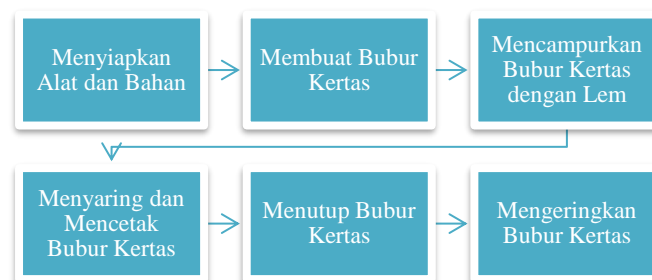 Menyiapkan
Alat dan Bahan
Membuat Bubur
Kertas
Mencampurkan
Bubur Kertas
dengan Lem
Menyaring dan
Mencetak
Bubur Kertas
Menutup Bubur
Kertas
Mengeringkan
Bubur Kertas